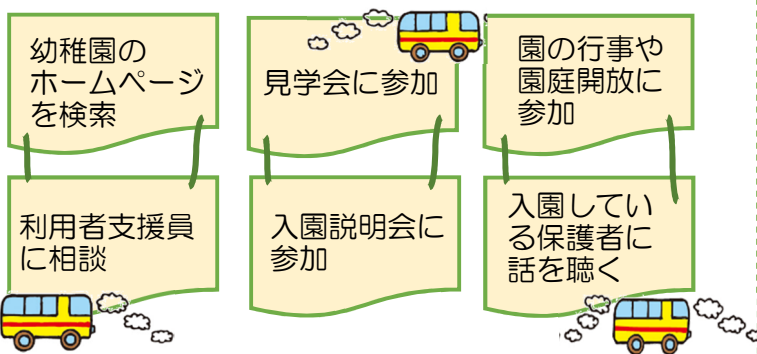 幼稚園の
ホームページ
を検索
見学会に参加
園の行事や
園庭開放に
参加
利用者支援員
に相談
入園説明会に
参加
入園してい
る保護者に
話を聴く